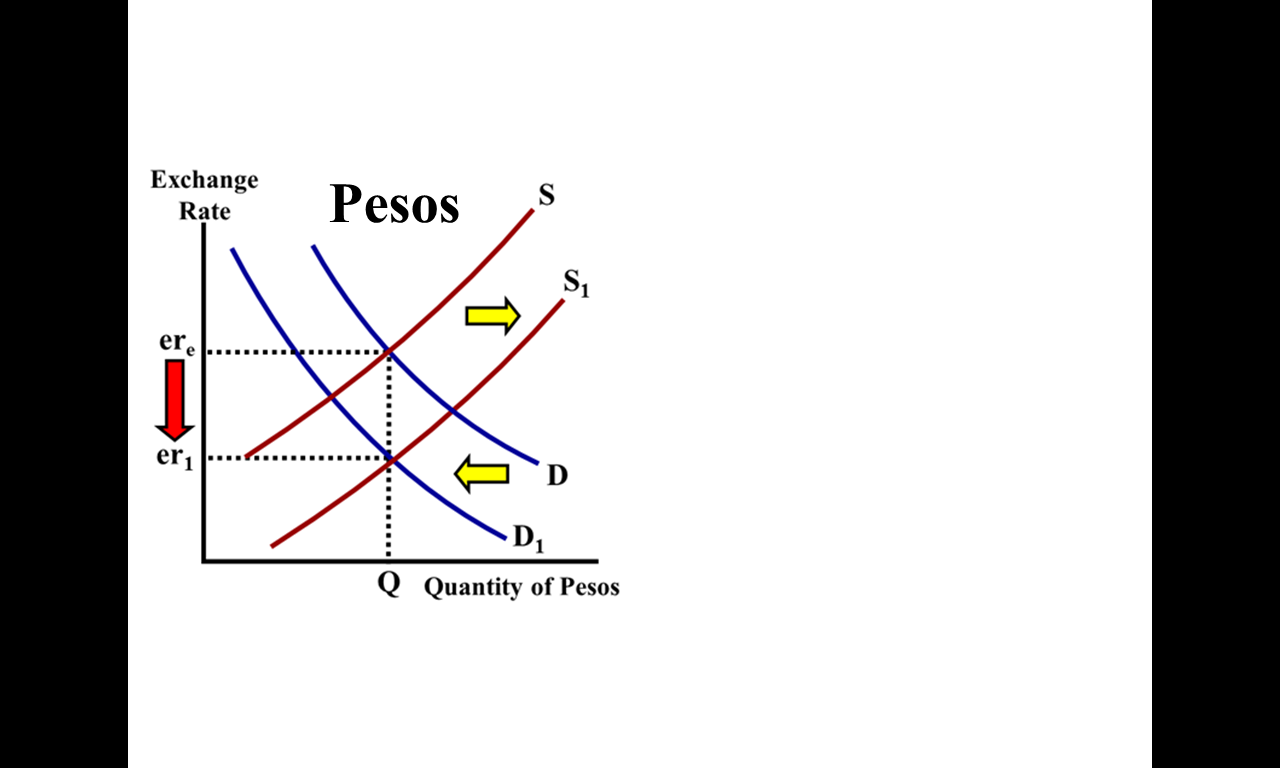 Exchange
Rate
Pesos
S
S₁
erₑ
er₁
D
D₁
Q
Quantity of Pesos